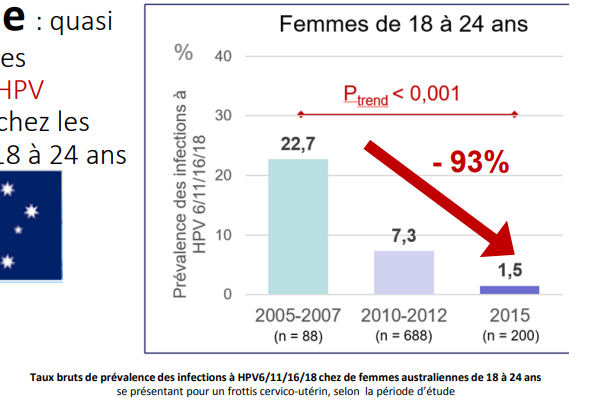 e : quasi
es
HPV
chez les
18 à 24 ans
Femmes de 18 à 24 ans
%
40
P trend < 0,001
30
22,7
- 93%
20
Prévalence des infections à
HPV 6/11/16/18
10
7,3
1,5
0
2005-2007 2010-2012 2015
(n = 88) (n = 688) (n = 200)
Taux bruts de prévalence des infections à HPV6/11/16/18 chez de femmes australiennes de 18 à 24 ans
se présentant pour un frottis cervico-utérin, selon la période d'étude